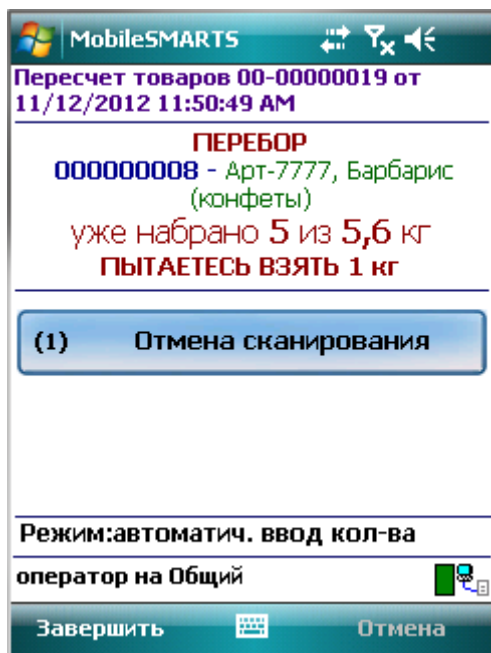 MobileSMARTS
Пересчет товаров 00-00000019 от
11/12/2012 11:50:49 AM
ПЕРЕБОР
000000008 - Арт-7777, Барбарис
(конфеты)
уже набрано 5 из 5,6 кг
ПЫТАЕТЕСЬ ВЗЯТЬ 1 кг
(1) Отмена сканирования
Режим:автоматич. ввод кол-ва
оператор на Общий
Завершить Отмена